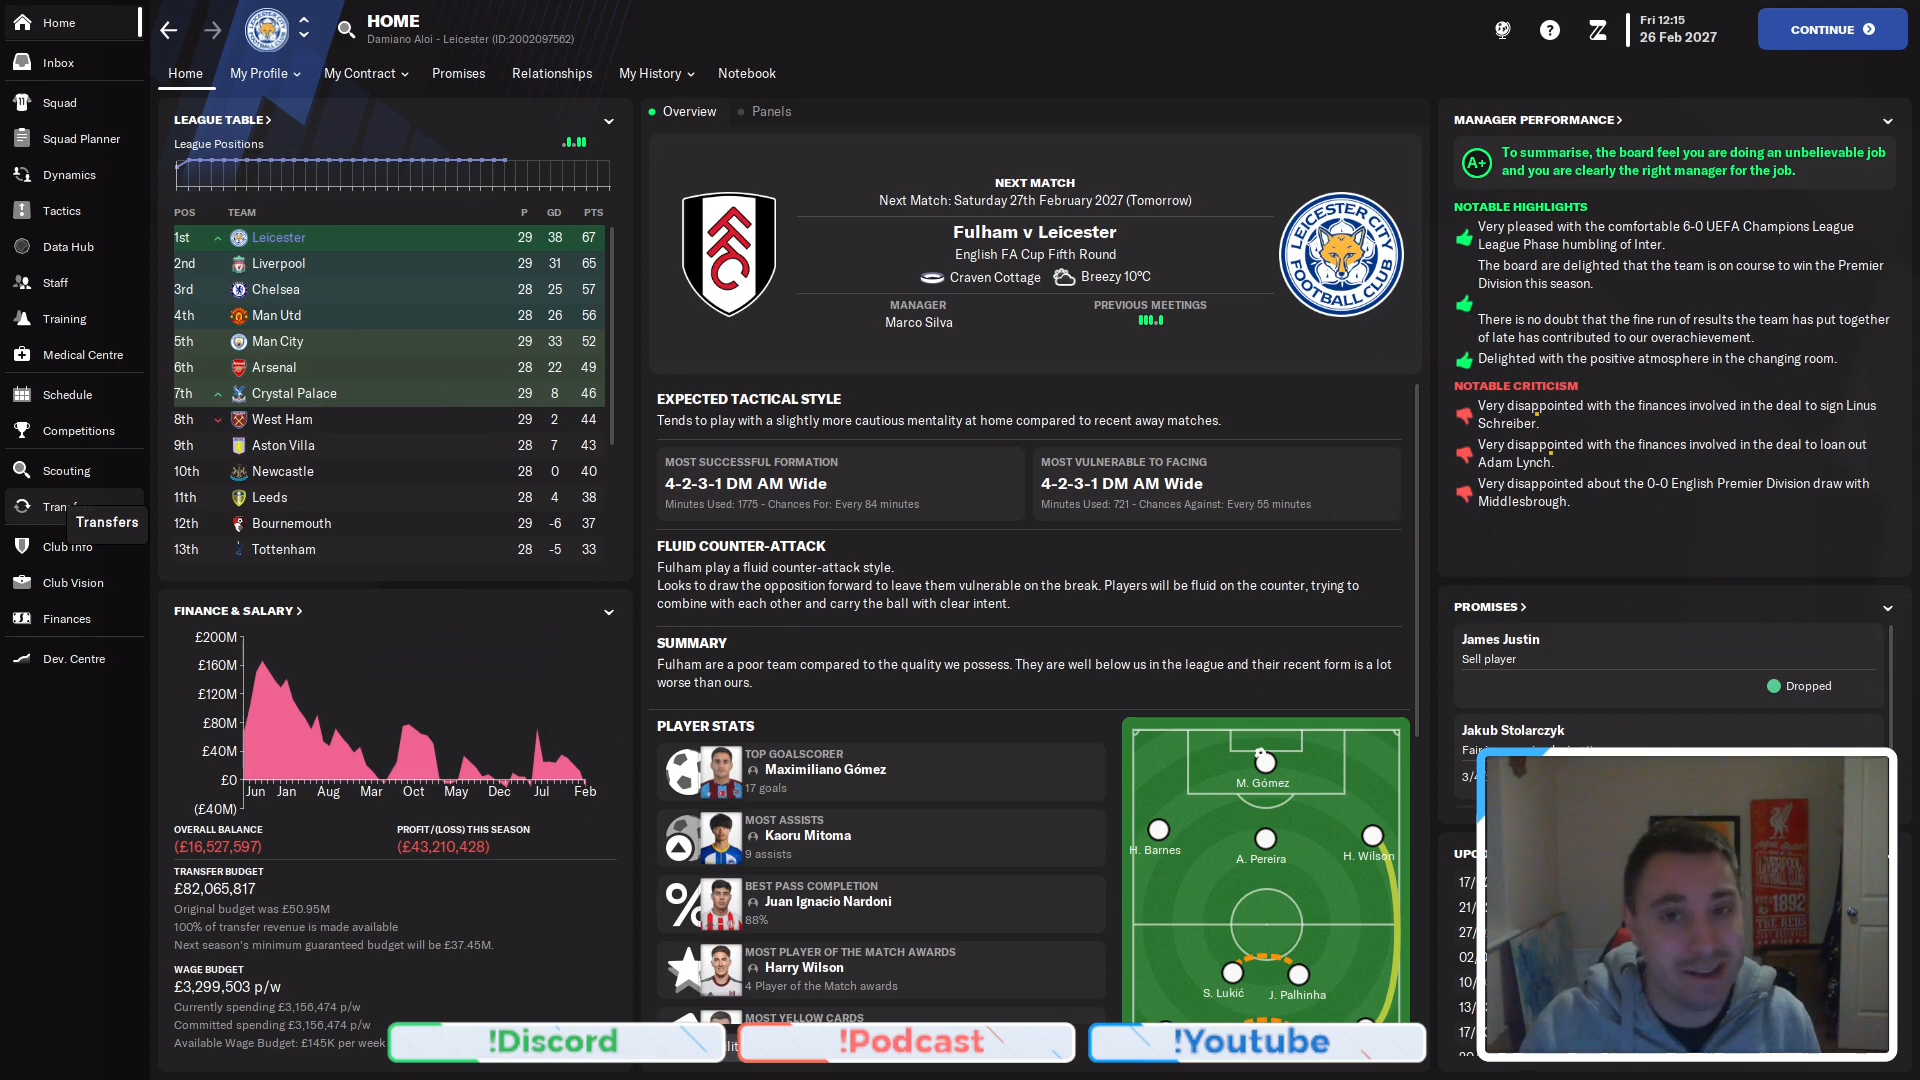 Home
Inbox
Squad
Squad Planner
Dynamics
Tactics
Data Hub
Staff
Training
Medical Centre
Schedule
Competitions
Scouting
Transfers
Club Info
Club Vision
Finances
Dev. Centre
HOME
Damiano Aloi - Leicester (ID:2002097562)
Fri 12:15
26 Feb 2027
CONTINUE
Home My Profile My Contract Promises Relationships My History Notebook
LEAGUE TABLE
League Positions
POS TEAM P GD PTS
1st Leicester 29 38 67
2nd Liverpool 29 31 65
3rd Chelsea 28 25 57
4th Man Utd 28 26 56
5th Man City 29 33 52
6th Arsenal 28 22 49
7th Crystal Palace 29 8 46
8th West Ham 29 2 44
9th Aston Villa 28 7 43
10th Newcastle 28 0 40
11th Leeds 28 4 38
12th Bournemouth 29 -6 37
13th Tottenham 28 -5 33
FINANCE & SALARY
£200M
£160M
£120M
£80M
£40M
£0
(£40M)
Jun Jan Aug Mar Oct May Dec Jul Feb
OVERALL BALANCE PROFIT/(LOSS) THIS SEASON
(£16,527,597) (£43,210,428)
TRANSFER BUDGET
£82,065,817
Original budget was £50.95M
100% of transfer revenue is made available
Next season's minimum guaranteed budget will be £37.45M.
WAGE BUDGET
£3,299,503 p/w
Currently spending £3,156,474 p/w
Committed spending £3,156,474 p/w
Available Wage Budget: £145K per week
Overview Panels
NEXT MATCH
Next Match: Saturday 27th February 2027 (Tomorrow)
Fulham v Leicester
English FA Cup Fifth Round
Craven Cottage Breezy 10ºC
MANAGER PREVIOUS MEETINGS
Marco Silva
FFC
LEICESTER CITY
FOOTBALL CLUB
EXPECTED TACTICAL STYLE
Tends to play with a slightly more cautious mentality at home compared to recent away matches.
MOST SUCCESSFUL FORMATION
4-2-3-1 DM AM Wide
Minutes Used: 1775 - Chances For: Every 84 minutes
MOST VULNERABLE TO FACING
4-2-3-1 DM AM Wide
Minutes Used: 721 - Chances Against: Every 55 minutes
FLUID COUNTER-ATTACK
Fulham play a fluid counter-attack style.
Looks to draw the opposition forward to leave them vulnerable on the break. Players will be fluid on the counter, trying to
combine with each other and carry the ball with clear intent.
SUMMARY
Fulham are a poor team compared to the quality we possess. They are well below us in the league and their recent form is a lot
worse than ours.
PLAYER STATS
TOP GOALSCORER
Maximiliano Gómez
17 goals
MOST ASSISTS
Kaoru Mitoma
9 assists
BEST PASS COMPLETION
Juan Ignacio Nardoni
88%
MOST PLAYER OF THE MATCH AWARDS
Harry Wilson
4 Player of the Match awards
MOST YELLOW CARDS
M. Gómez
H. Barnes A. Pereira H. Wilson
S. Lukić J. Palhinha
MANAGER PERFORMANCE
A+
To summarise, the board feel you are doing an unbelievable job
and you are clearly the right manager for the job.
NOTABLE HIGHLIGHTS
Very pleased with the comfortable 6-0 UEFA Champions League
League Phase humbling of Inter.
The board are delighted that the team is on course to win the Premier
Division this season.
There is no doubt that the fine run of results the team has put together
of late has contributed to our overachievement.
Delighted with the positive atmosphere in the changing room.
NOTABLE CRITICISM
Very disappointed with the finances involved in the deal to sign Linus
Schreiber.
Very disappointed with the finances involved in the deal to loan out
Adam Lynch.
Very disappointed about the 0-0 English Premier Division draw with
Middlesbrough.
PROMISES
James Justin
Sell player
Dropped
Jakub Stolarczyk
!Discord
!Podcast
!Youtube
LIVERPOOL
1892
THE REDS